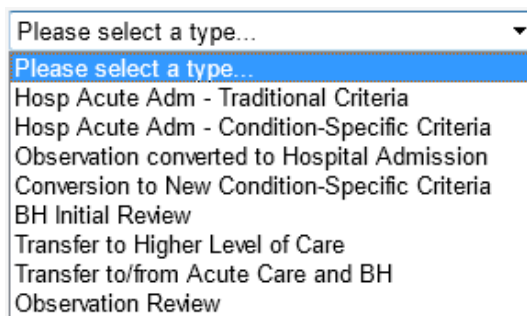 Please select a type...
Please select a type...
Hosp Acute Adm - Traditional Criteria
Hosp Acute Adm - Condition-Specific Criteria
Observation converted to Hospital Admission
Conversion to New Condition-Specific Criteria
BH Initial Review
Transfer to Higher Level of Care
Transfer to/from Acute Care and BH
Observation Review